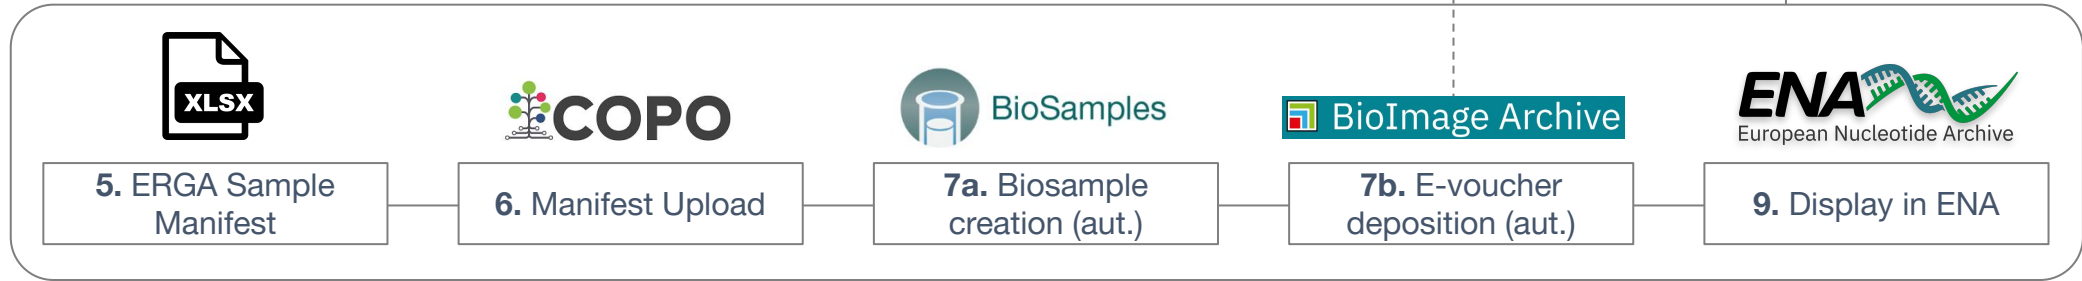 XLSX
COPO
BioSamples
BioImage Archive
ENA
European Nucleotide Archive
5. ERGA Sample
Manifest
6. Manifest Upload
7a. Biosample
creation (aut.)
7b. E-voucher
deposition (aut.)
9. Display in ENA